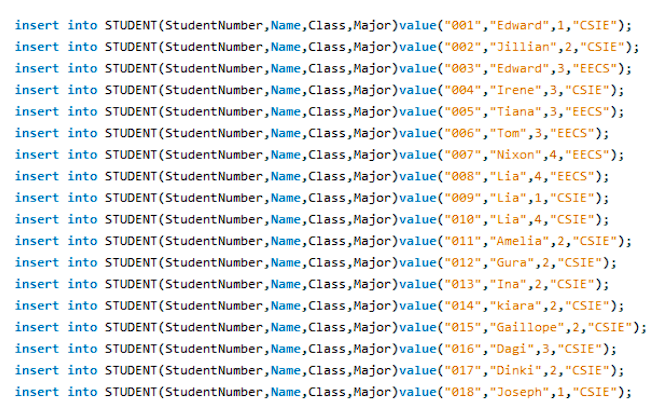 insert into STUDENT(StudentNumber,Name,Class,Major)value("001","Edward",1,"CSIE");
insert into STUDENT(StudentNumber,Name,Class,Major)value("002","Jillian",2,"CSIE");
insert into STUDENT(StudentNumber,Name,Class,Major)value("003","Edward",3,"EECS");
insert into STUDENT(StudentNumber,Name,Class,Major)value("004","Irene",3,"CSIE");
insert into STUDENT(StudentNumber,Name,Class,Major)value("005","Tiana",3,"EECS");
insert into STUDENT(StudentNumber,Name,Class,Major)value("006","Tom",3,"EECS");
insert into STUDENT(StudentNumber,Name,Class,Major)value("007","Nixon",4,"EECS");
insert into STUDENT(StudentNumber,Name,Class,Major)value("008","Lia",4,"EECS");
insert into STUDENT(StudentNumber,Name,Class,Major)value("009","Lia",1,"CSIE");
insert into STUDENT(StudentNumber,Name,Class,Major)value("010","Lia",4,"CSIE");
insert into STUDENT(StudentNumber,Name,Class,Major)value("011","Amelia",2,"CSIE");
insert into STUDENT(StudentNumber,Name,Class,Major)value("012","Gura",2,"CSIE");
insert into STUDENT(StudentNumber,Name,Class,Major)value("013","Ina",2,"CSIE");
insert into STUDENT(StudentNumber,Name,Class,Major)value("014","kiara",2,"CSIE");
insert into STUDENT(StudentNumber,Name,Class,Major)value("015","Gaillope",2,"CSIE");
insert into STUDENT(StudentNumber,Name,Class,Major)value("016","Dagi",3,"CSIE");
insert into STUDENT(StudentNumber,Name,Class,Major)value("017","Dinki",2,"CSIE");
insert into STUDENT(StudentNumber,Name,Class,Major)value("018","Joseph",1,"CSIE");